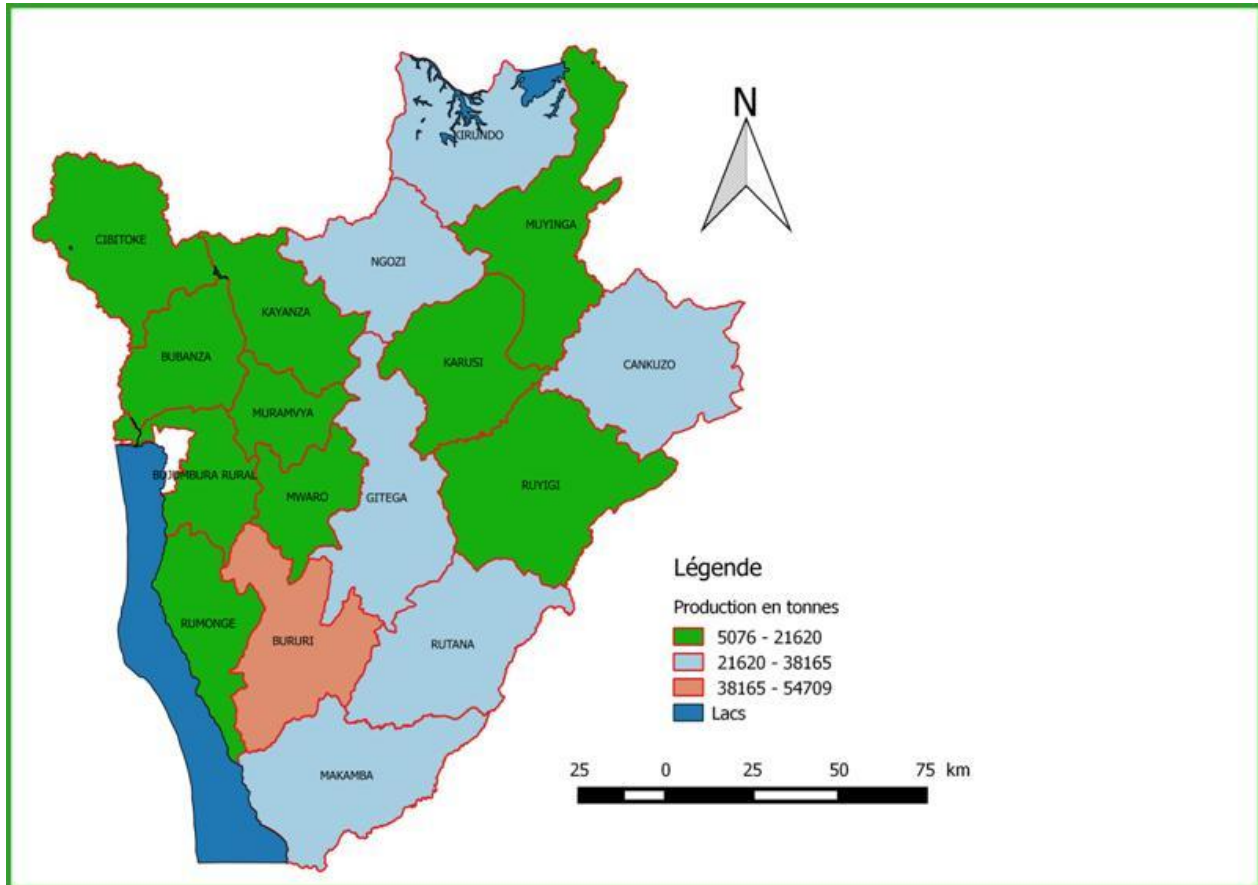 N
KIRUNDO
MUYINGA
CIBITOKE
NGOZI
KAYANZA
BUBANZA
KARUSI
CANKUZO
MURAMVYA
BUJUMBURA RURAL
MWARO
GITEGA
RUYIGI
RUMONGE
BURURI
RUTANA
MAKAMBA
Légende
Production en tonnes
5076 - 21620
21620 - 38165
38165 - 54709
Lacs
25 0 25 50 75 km